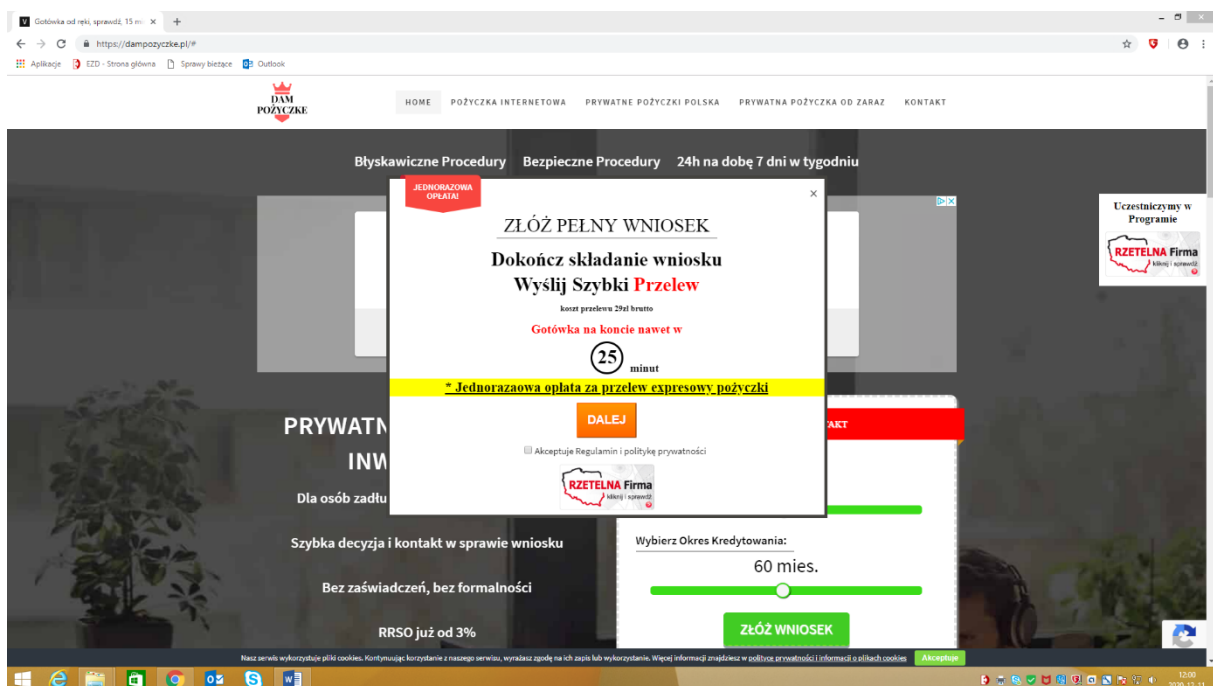 Gotówka od ręki, sprawdź, 15 mi
https://dampozyczke.pl/#
Aplikacje EZD - Strona główna Sprawy bieżące Outlook
DAM
POŻYCZKE
HOME POŻYCZKA INTERNETOWA PRYWATNE POŻYCZKI POLSKA PRYWATNA POŻYCZKA OD ZARAZ KONTAKT
Błyskawiczne Procedury Bezpieczne Procedury 24h na dobę 7 dni w tygodniu
JEDNORAZOWA
OPŁATA!
ZŁÓŻ PEŁNY WNIOSEK
Dokończ składanie wniosku
Wyślij Szybki Przelew
koszt przelewu 29zł brutto
Gotówka na koncie nawet w
25 minut
* Jednorazaowa opłata za przelew expresowy pożyczki
DALEJ
Akceptuje Regulamin i politykę prywatności
RZETELNA Firma
kliknij i sprawdź
Uczestniczymy w
Programie
RZETELNA Firma
kliknij i sprawdź
PRYWATN
INW
Dla osób zadłu
Szybka decyzja i kontakt w sprawie wniosku
Bez zaświadczeń, bez formalności
RRSO już od 3%
TAKT
Wybierz Okres Kredytowania:
60 mies.
ZŁÓŻ WNIOSEK
Nasz serwis wykorzystuje pliki cookies. Kontynuując korzystanie z naszego serwisu, wyrażasz zgodę na ich zapis lub wykorzystanie. Więcej informacji znajdziesz w polityce prywatności i informacji o plikach cookies Akceptuje
12:00